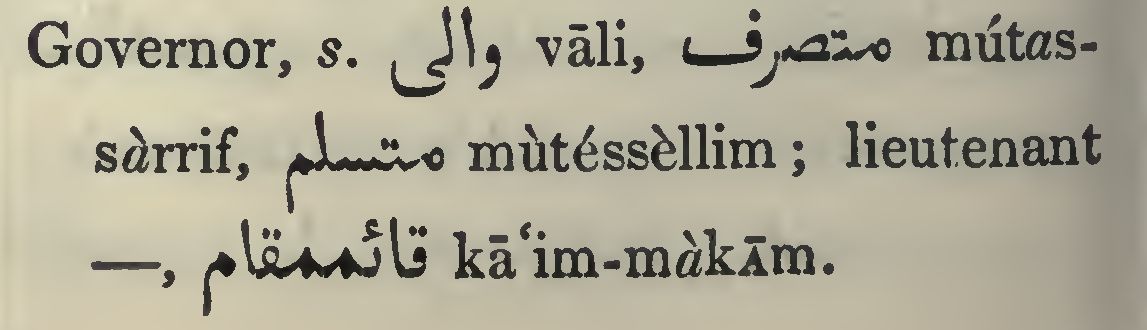 Governor, s. والى vāli, متصرف mútas-
sàrrif, متسلم mùtéssèllim; lieutenant
—, قائممقام kā‘im-màkĀm.